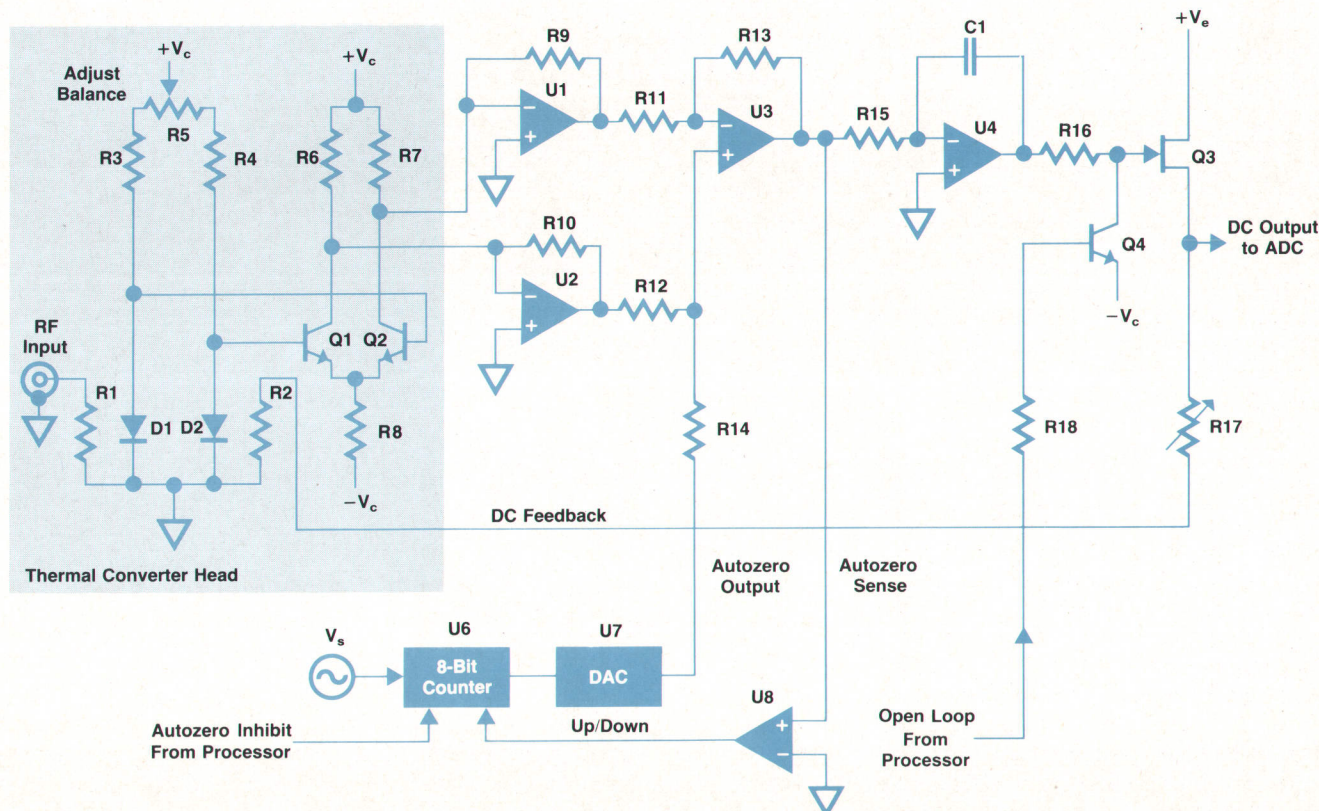 +Vc
Adjust
Balance
R5
R3
R4
+Vc
R6
R7
RF
Input
R1
D1
D2
R2
Q1
Q2
R8
−Vc
Thermal Converter Head
R9
U1
−
+
R11
R13
U3
−
+
R10
U2
−
+
R12
R14
R15
C1
U4
−
+
R16
+Ve
Q3
DC Output
to ADC
Q4
−Vc
R18
R17
DC Feedback
Autozero
Output
Autozero
Sense
Vs
U6
8-Bit
Counter
U7
DAC
U8
+
−
Up/Down
Autozero Inhibit
From Processor
Open Loop
From
Processor